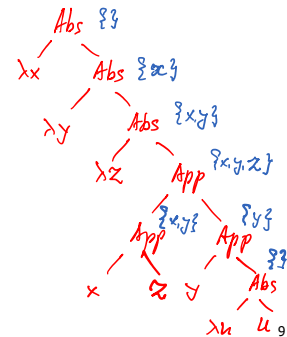 Abs {}
λx Abs {x}
λy Abs {x,y}
λz App {x,y,z}
App {x,y} App {y}
x z y Abs {}
λu u 9